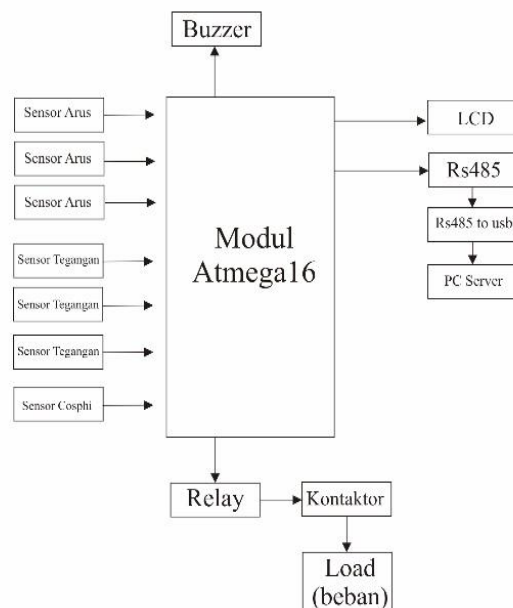 Buzzer
Sensor Arus
Sensor Arus
Sensor Arus
Sensor Tegangan
Sensor Tegangan
Sensor Tegangan
Sensor Cosphi
Modul
Atmega16
LCD
Rs485
Rs485 to usb
PC Server
Relay
Kontaktor
Load
(beban)